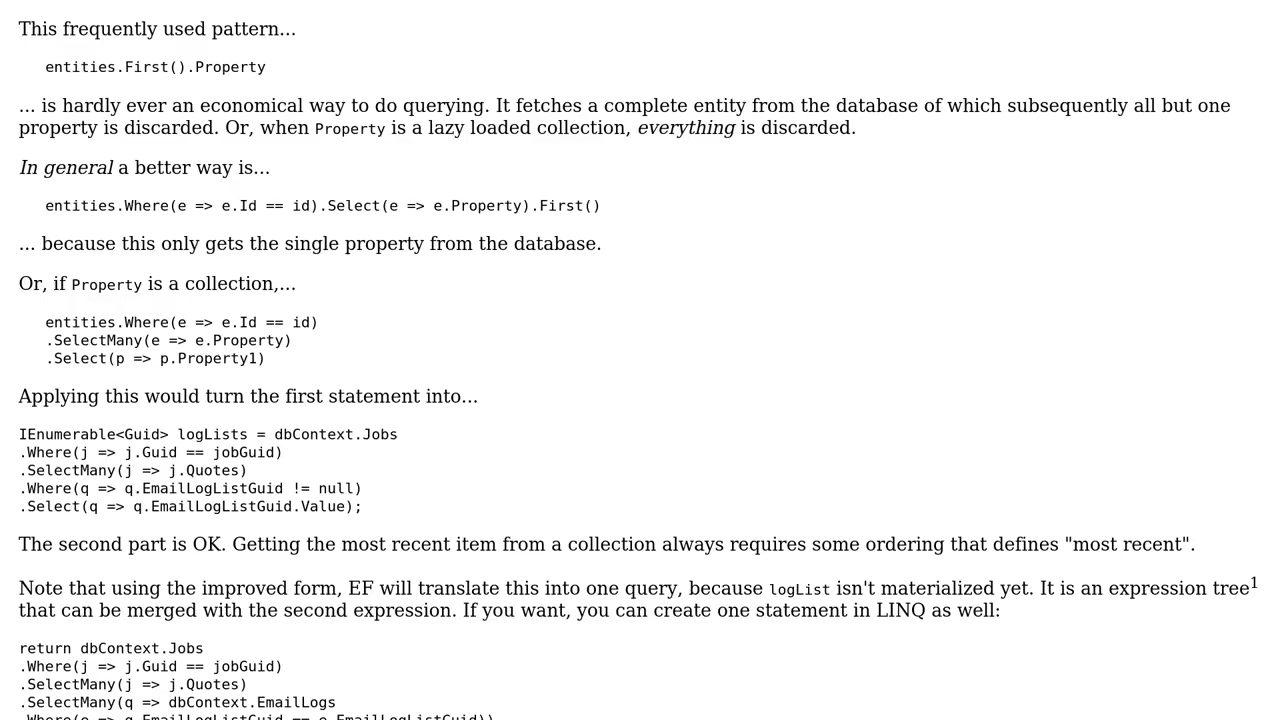 This frequently used pattern...
entities.First().Property
... is hardly ever an economical way to do querying. It fetches a complete entity from the database of which subsequently all but one
property is discarded. Or, when Property is a lazy loaded collection, everything is discarded.
In general a better way is...
entities.Where(e => e.Id == id).Select(e => e.Property).First()
... because this only gets the single property from the database.
Or, if Property is a collection,...
entities.Where(e => e.Id == id)
.SelectMany(e => e.Property)
.Select(p => p.Property1)
Applying this would turn the first statement into...
IEnumerable<Guid> logLists = dbContext.Jobs
.Where(j => j.Guid == jobGuid)
.SelectMany(j => j.Quotes)
.Where(q => q.EmailLogListGuid != null)
.Select(q => q.EmailLogListGuid.Value);
The second part is OK. Getting the most recent item from a collection always requires some ordering that defines "most recent".
Note that using the improved form, EF will translate this into one query, because logList isn't materialized yet. It is an expression tree1
that can be merged with the second expression. If you want, you can create one statement in LINQ as well:
return dbContext.Jobs
.Where(j => j.Guid == jobGuid)
.SelectMany(j => j.Quotes)
.SelectMany(q => dbContext.EmailLogs
.Where(e => q.EmailLogListGuid == e.EmailLogListGuid))